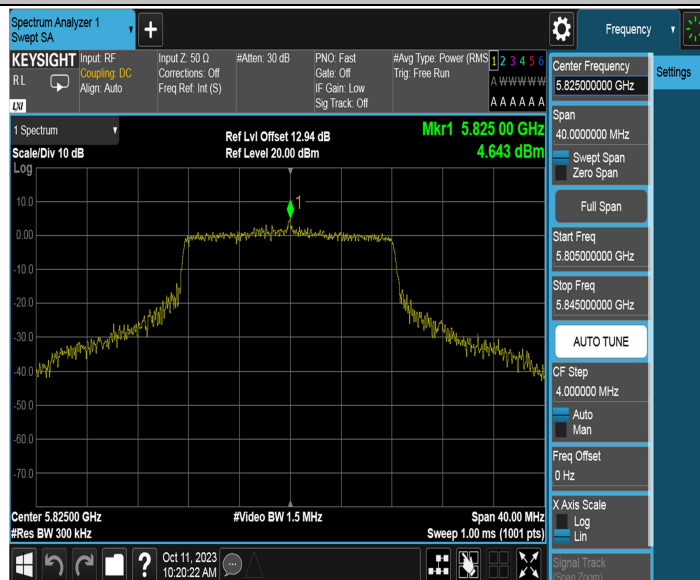 Spectrum Analyzer 1
Swept SA
+
Frequency
KEYSIGHT
RL
LXI
Input: RF
Coupling: DC
Align: Auto
Input Z: 50 Ω
Corrections: Off
Freq Ref: Int (S)
#Atten: 30 dB
PNO: Fast
Gate: Off
IF Gain: Low
Sig Track: Off
#Avg Type: Power (RMS
Trig: Free Run
1 2 3 4 5 6
A W W W W W
A A A A A A
1 Spectrum
Scale/Div 10 dB
Ref Lvl Offset 12.94 dB
Ref Level 20.00 dBm
Mkr1 5.825 00 GHz
4.643 dBm
Log
10.0
0.00
-10.0
-20.0
-30.0
-40.0
-50.0
-60.0
-70.0
1
Center 5.82500 GHz
#Res BW 300 kHz
#Video BW 1.5 MHz
Span 40.00 MHz
Sweep 1.00 ms (1001 pts)
Center Frequency
5.825000000 GHz
Span
40.0000000 MHz
Swept Span
Zero Span
Full Span
Start Freq
5.805000000 GHz
Stop Freq
5.845000000 GHz
AUTO TUNE
CF Step
4.000000 MHz
Auto
Man
Freq Offset
0 Hz
X Axis Scale
Log
Lin
Signal Track
(Span Zoom)
Settings
?
Oct 11, 2023
10:20:22 AM